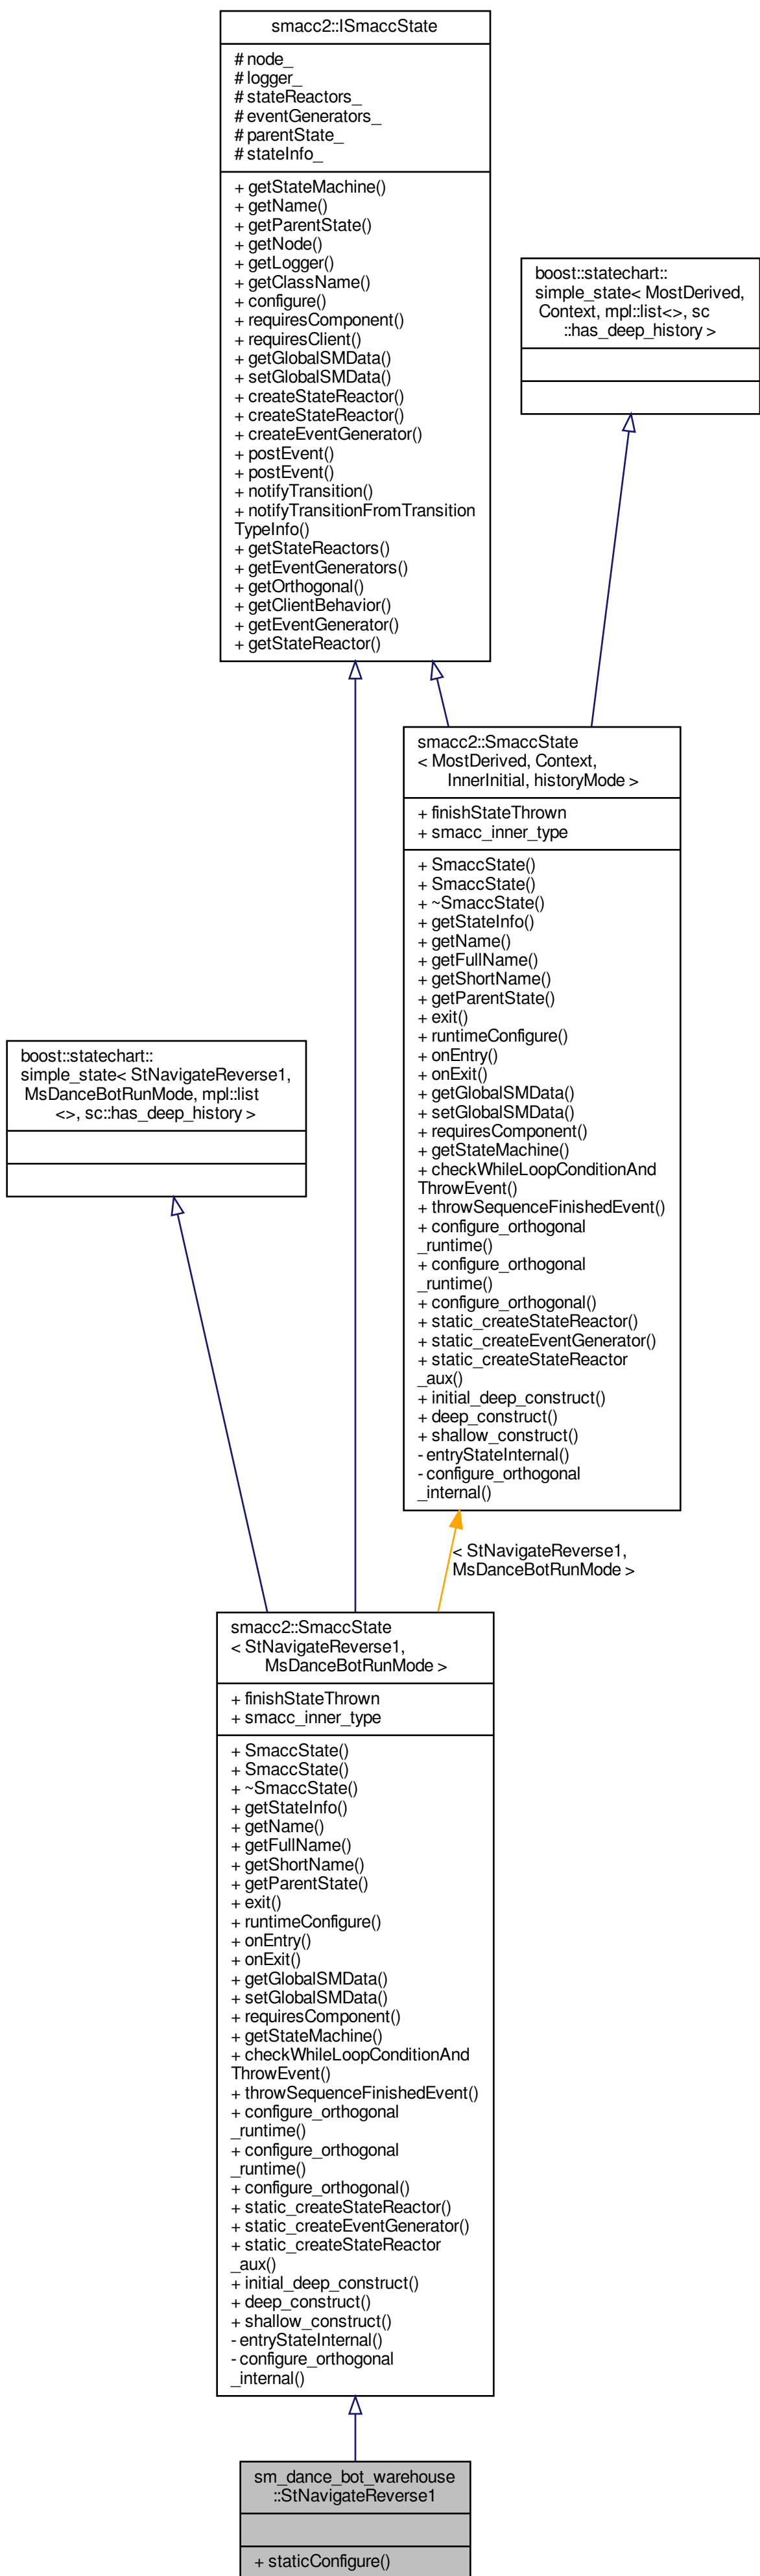 smacc2::ISmaccState
# node_
# logger_
# stateReactors_
# eventGenerators_
# parentState_
# stateInfo_
+ getStateMachine()
+ getName()
+ getParentState()
+ getNode()
+ getLogger()
+ getClassName()
+ configure()
+ requiresComponent()
+ requiresClient()
+ getGlobalSMData()
+ setGlobalSMData()
+ createStateReactor()
+ createStateReactor()
+ createEventGenerator()
+ postEvent()
+ postEvent()
+ notifyTransition()
+ notifyTransitionFromTransition
TypeInfo()
+ getStateReactors()
+ getEventGenerators()
+ getOrthogonal()
+ getClientBehavior()
+ getEventGenerator()
+ getStateReactor()
boost::statechart::
simple_state< MostDerived,
Context, mpl::list<>, sc
::has_deep_history >
smacc2::SmaccState
< MostDerived, Context,
InnerInitial, historyMode >
+ finishStateThrown
+ smacc_inner_type
+ SmaccState()
+ SmaccState()
+ ~SmaccState()
+ getStateInfo()
+ getName()
+ getFullName()
+ getShortName()
+ getParentState()
+ exit()
+ runtimeConfigure()
+ onEntry()
+ onExit()
+ getGlobalSMData()
+ setGlobalSMData()
+ requiresComponent()
+ getStateMachine()
+ checkWhileLoopConditionAnd
ThrowEvent()
+ throwSequenceFinishedEvent()
+ configure_orthogonal
_runtime()
+ configure_orthogonal
_runtime()
+ configure_orthogonal()
+ static_createStateReactor()
+ static_createEventGenerator()
+ static_createStateReactor
_aux()
+ initial_deep_construct()
+ deep_construct()
+ shallow_construct()
- entryStateInternal()
- configure_orthogonal
_internal()
boost::statechart::
simple_state< StNavigateReverse1,
MsDanceBotRunMode, mpl::list
<>, sc::has_deep_history >
< StNavigateReverse1,
MsDanceBotRunMode >
smacc2::SmaccState
< StNavigateReverse1,
MsDanceBotRunMode >
+ finishStateThrown
+ smacc_inner_type
+ SmaccState()
+ SmaccState()
+ ~SmaccState()
+ getStateInfo()
+ getName()
+ getFullName()
+ getShortName()
+ getParentState()
+ exit()
+ runtimeConfigure()
+ onEntry()
+ onExit()
+ getGlobalSMData()
+ setGlobalSMData()
+ requiresComponent()
+ getStateMachine()
+ checkWhileLoopConditionAnd
ThrowEvent()
+ throwSequenceFinishedEvent()
+ configure_orthogonal
_runtime()
+ configure_orthogonal
_runtime()
+ configure_orthogonal()
+ static_createStateReactor()
+ static_createEventGenerator()
+ static_createStateReactor
_aux()
+ initial_deep_construct()
+ deep_construct()
+ shallow_construct()
- entryStateInternal()
- configure_orthogonal
_internal()
sm_dance_bot_warehouse
::StNavigateReverse1
+ staticConfigure()